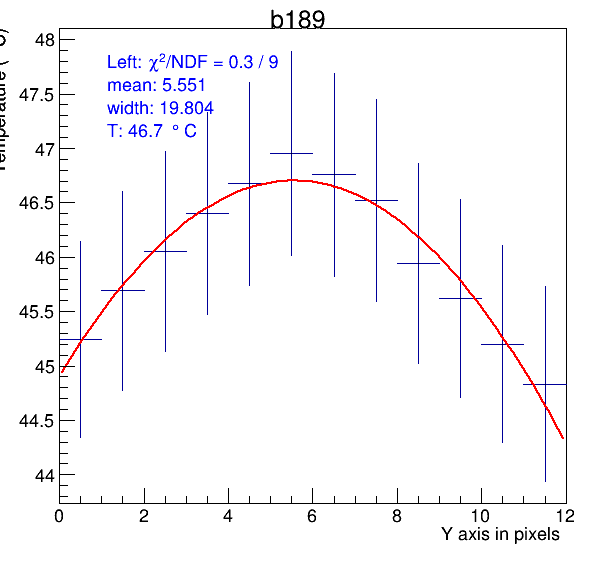 b189
Left: χ²/NDF = 0.3 / 9
mean: 5.551
width: 19.804
T: 46.7 ° C
48
47.5
47
46.5
46
45.5
45
44.5
44
0 2 4 6 8 10 12
Y axis in pixels